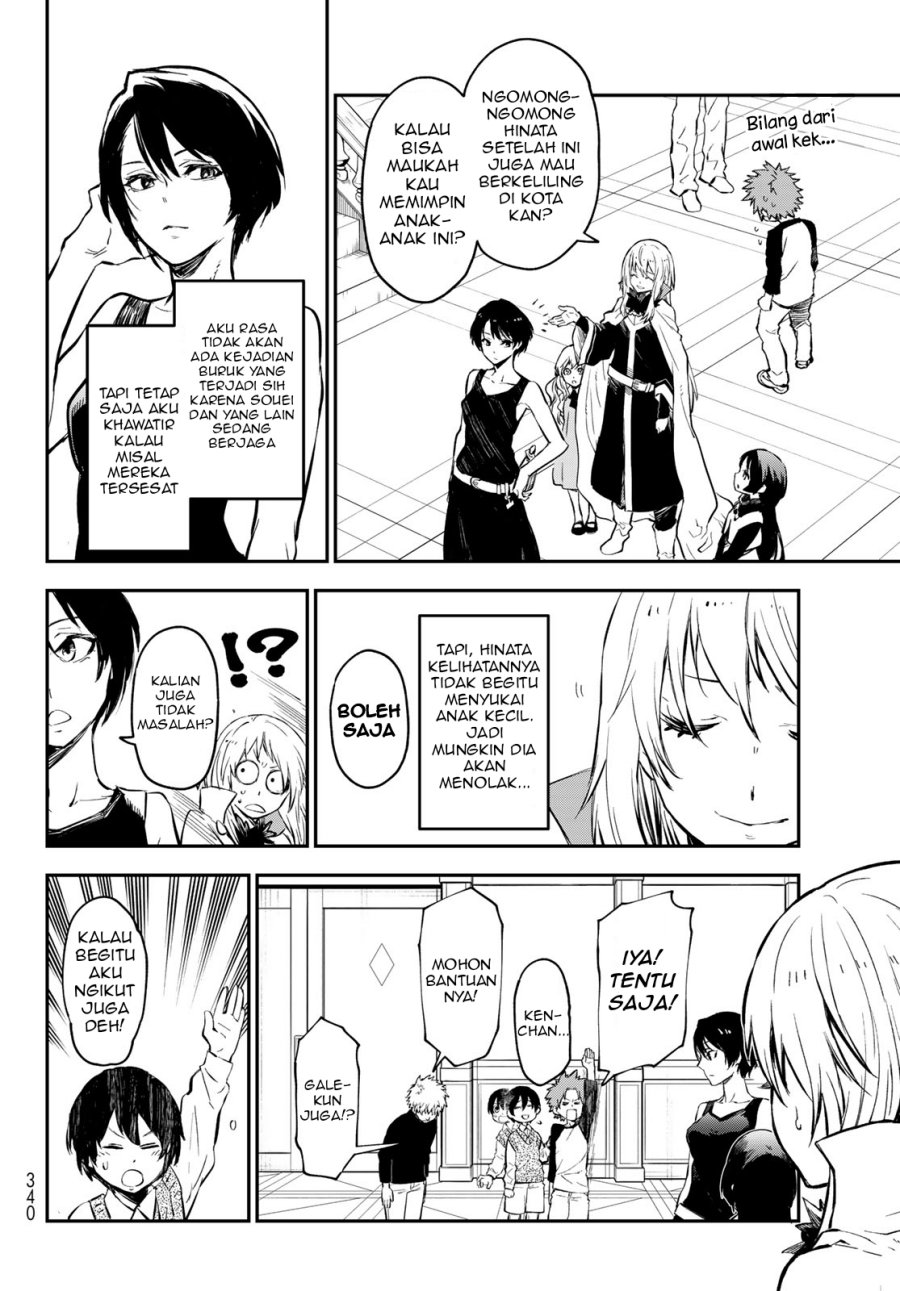 Bilang dari
awal kek...
NGOMONG-
NGOMONG
HINATA
SETELAH INI
JUGA MAU
BERKELILING
DI KOTA
KAN?
KALAU
BISA
MAUKAH
KAU
MEMIMPIN
ANAK-
ANAK INI?
AKU RASA
TIDAK AKAN
ADA KEJADIAN
BURUK YANG
TERJADI SIH
KARENA SOUEI
DAN YANG LAIN
SEDANG
BERJAGA
TAPI TETAP
SAJA AKU
KHAWATIR
KALAU
MISAL
MEREKA
TERSESAT
TAPI, HINATA
KELIHATANNYA
TIDAK BEGITU
MENYUKAI
ANAK KECIL.
JADI
MUNGKIN DIA
AKAN
MENOLAK...
BOLEH
SAJA
!?
KALIAN
JUGA
TIDAK
MASALAH?
IYA!
TENTU
SAJA!
KEN-
CHAN...
MOHON
BANTUAN
NYA!
GALE-
KUN
JUGA!?
KALAU
BEGITU
AKU
NGIKUT
JUGA
DEH!
340